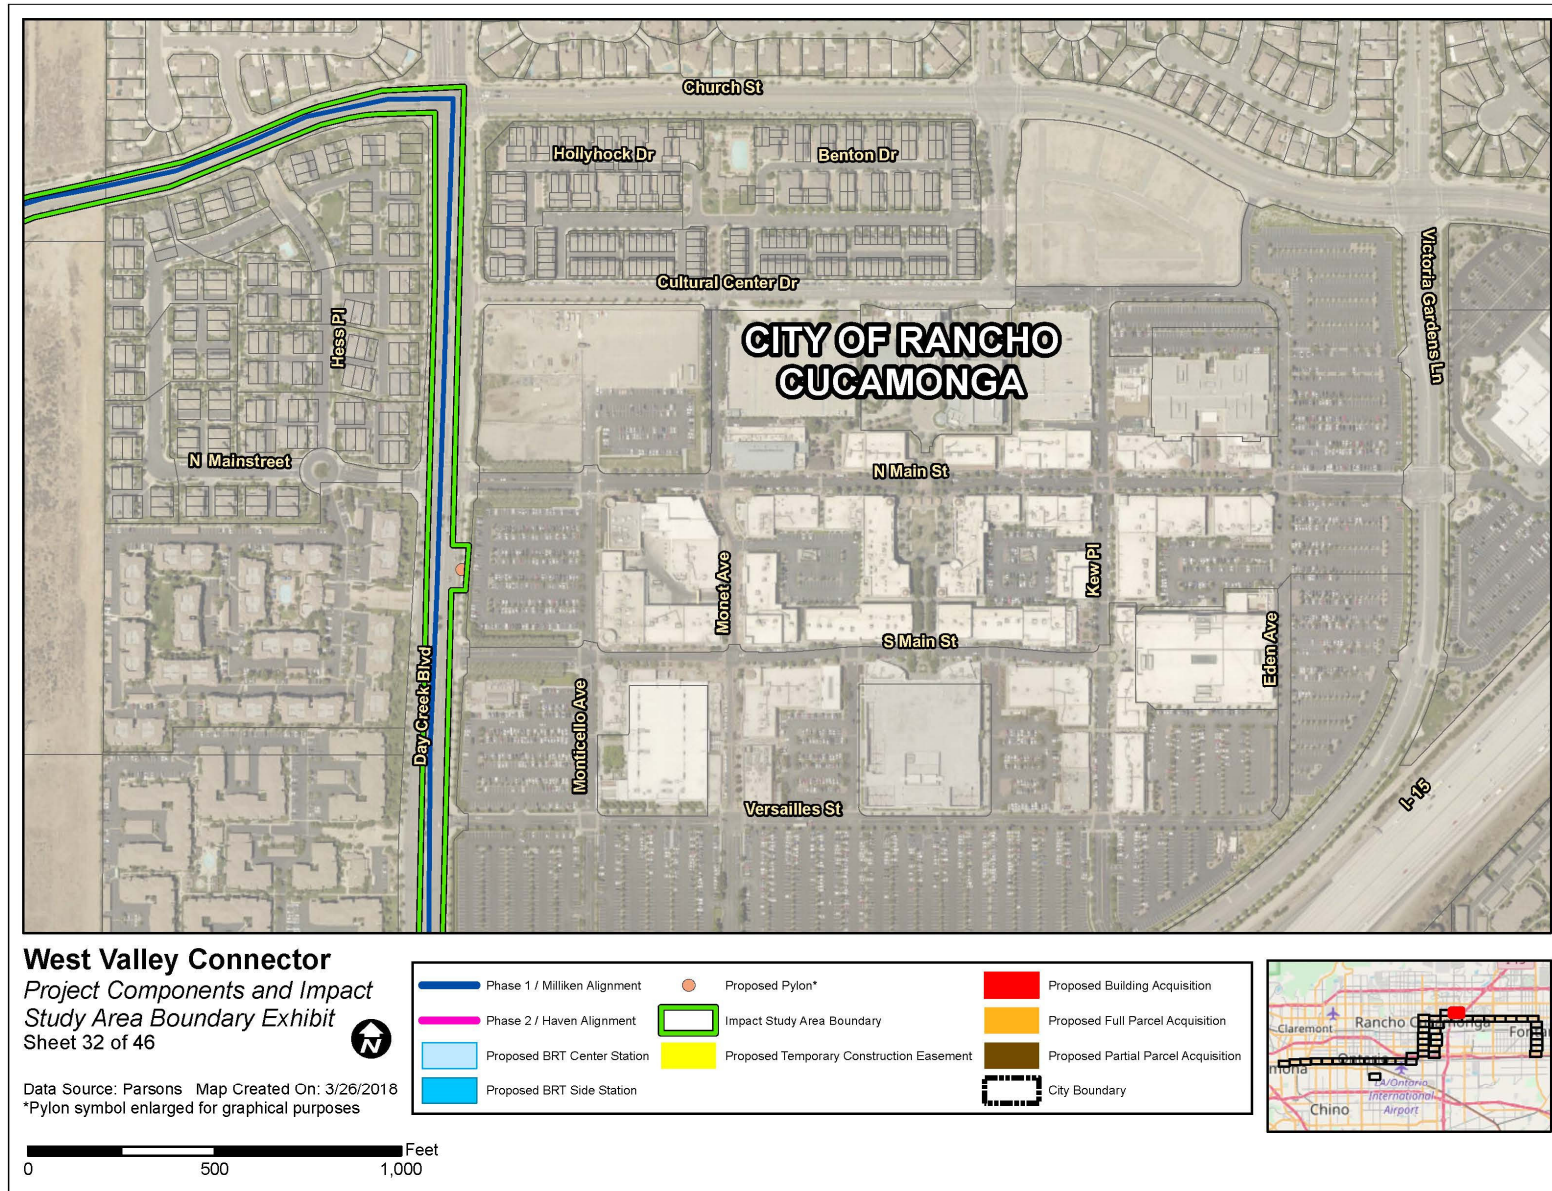 Church St
Hollyhock Dr
Benton Dr
Victoria Gardens Ln
Cultural Center Dr
Hess Pl
CITY OF RANCHO
CUCAMONGA
N Mainstreet
N Main St
Monet Ave
Kew Pl
S Main St
Eden Ave
Day Creek Blvd
Monticello Ave
Versailles St
I-15
West Valley Connector
Project Components and Impact
Study Area Boundary Exhibit
Sheet 32 of 46
N
Data Source: Parsons Map Created On: 3/26/2018
*Pylon symbol enlarged for graphical purposes
0
500
1,000
Feet
Phase 1 / Milliken Alignment
Phase 2 / Haven Alignment
Proposed BRT Center Station
Proposed BRT Side Station
Proposed Pylon*
Impact Study Area Boundary
Proposed Temporary Construction Easement
Proposed Building Acquisition
Proposed Full Parcel Acquisition
Proposed Partial Parcel Acquisition
City Boundary
Claremont
Ontario
LA/Ontario
International
Airport
Chino